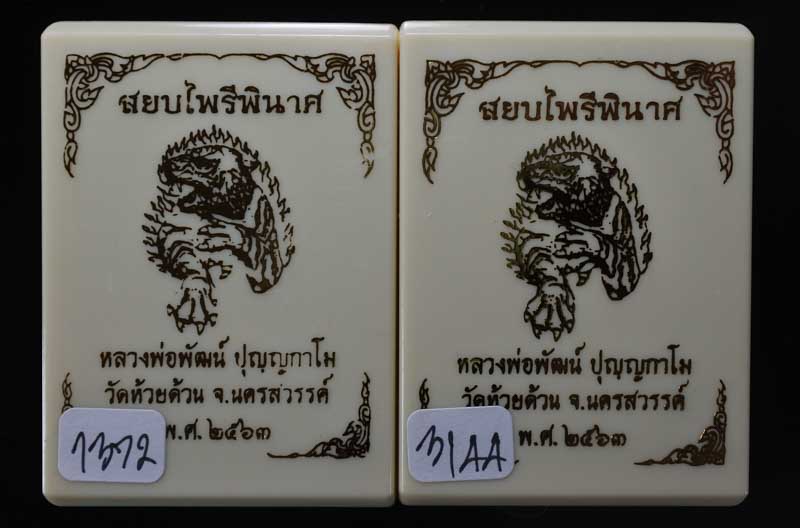 สยบไพรีพินาศ
หลวงพ่อพัฒน์ ปุญฺญกาโม
วัดห้วยด้วน จ.นครสวรรค์
พ.ศ. ๒๕๖๓
1372
สยบไพรีพินาศ
หลวงพ่อพัฒน์ ปุญฺญกาโม
วัดห้วยด้วน จ.นครสวรรค์
พ.ศ. ๒๕๖๓